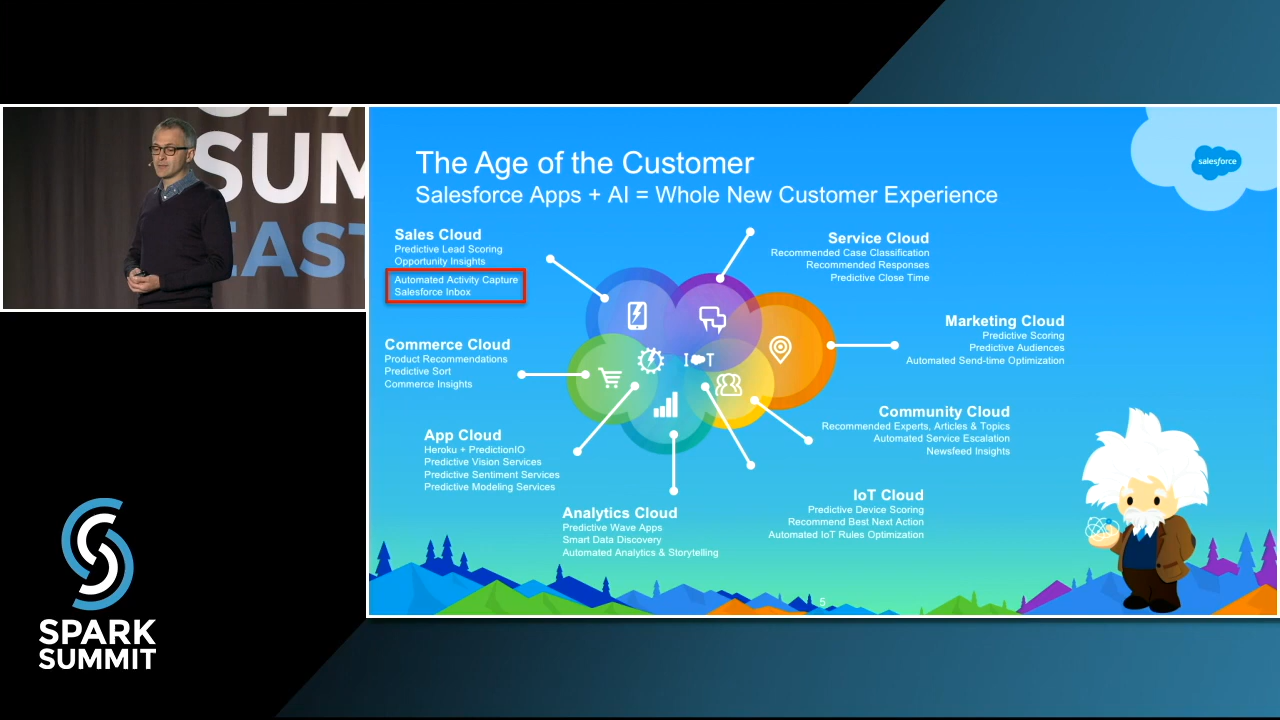 SUM
EAST
The Age of the Customer
Salesforce Apps + AI = Whole New Customer Experience
salesforce
Sales Cloud
Predictive Lead Scoring
Opportunity Insights
Automated Activity Capture
Salesforce Inbox
Service Cloud
Recommended Case Classification
Recommended Responses
Predictive Close Time
Commerce Cloud
Product Recommendations
Predictive Sort
Commerce Insights
Marketing Cloud
Predictive Scoring
Predictive Audiences
Automated Send-time Optimization
IoT
App Cloud
Heroku + PredictionIO
Predictive Vision Services
Predictive Sentiment Services
Predictive Modeling Services
Community Cloud
Recommended Experts, Articles & Topics
Automated Service Escalation
Newsfeed Insights
Analytics Cloud
Predictive Wave Apps
Smart Data Discovery
Automated Analytics & Storytelling
IoT Cloud
Predictive Device Scoring
Recommend Best Next Action
Automated IoT Rules Optimization
5
SPARK
SUMMIT